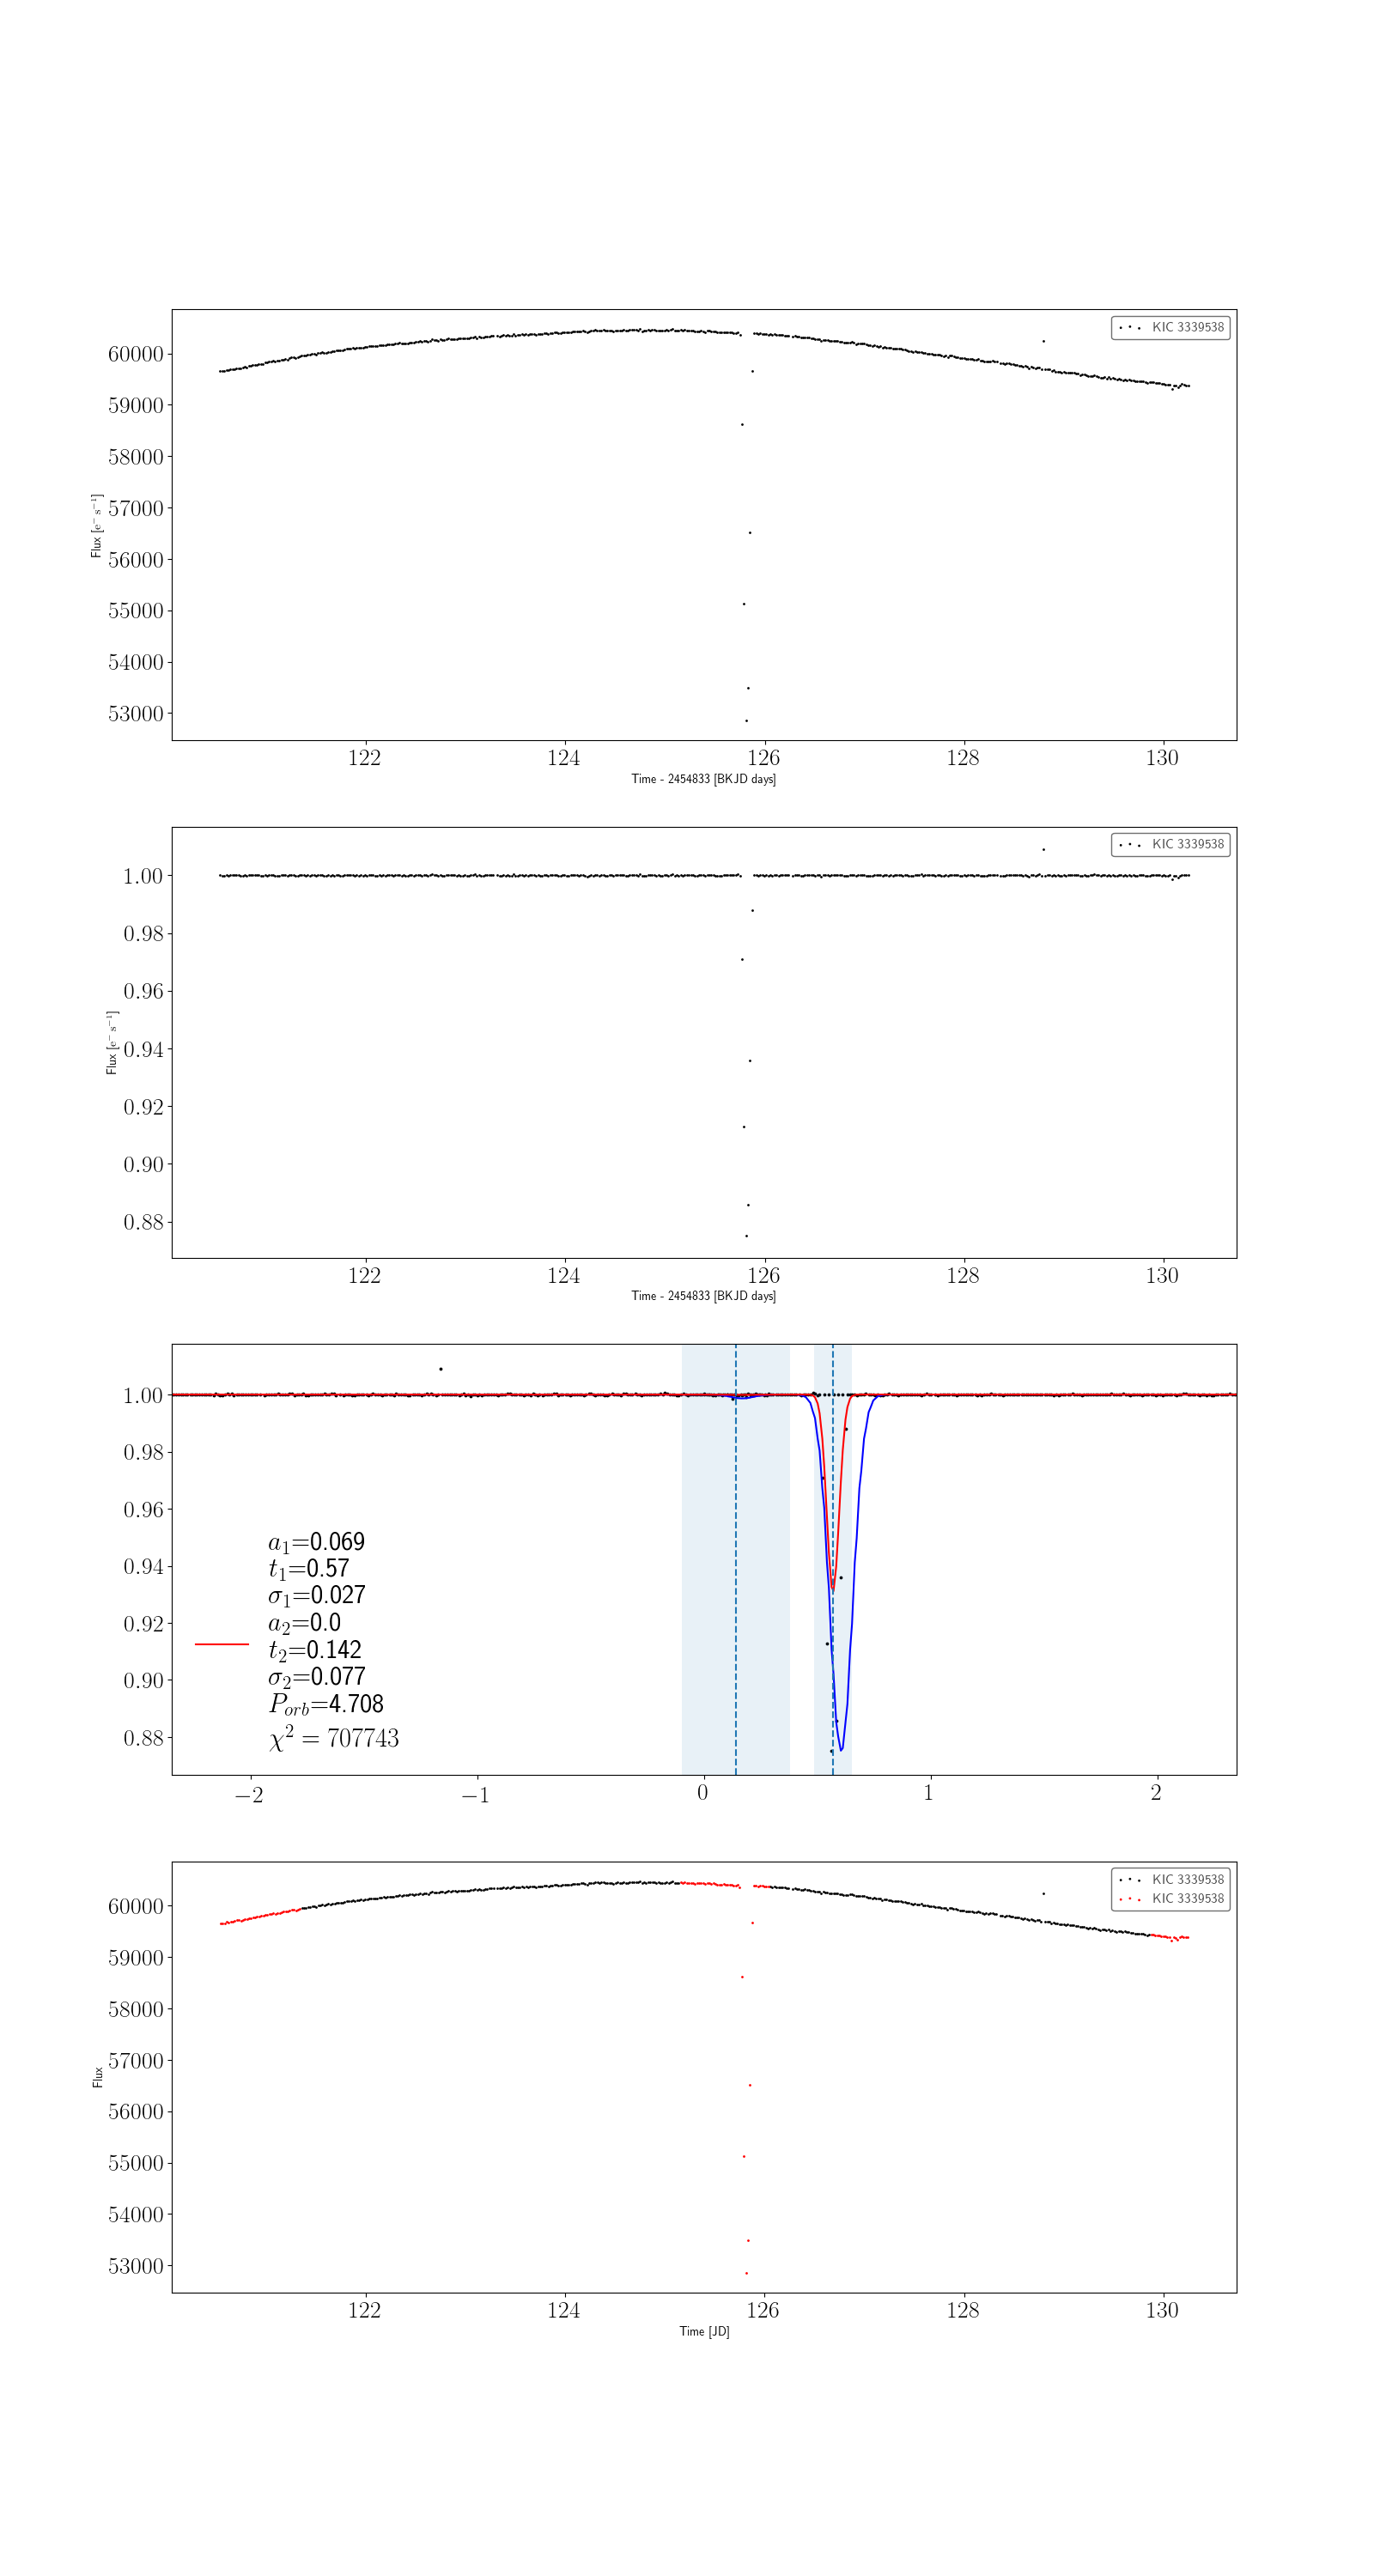 KIC 3339538
60000
59000
58000
57000
56000
55000
54000
53000
Flux [e⁻ s⁻¹]
122 124 126 128 130
Time - 2454833 [BKJD days]
KIC 3339538
1.00
0.98
0.96
0.94
0.92
0.90
0.88
Flux [e⁻ s⁻¹]
122 124 126 128 130
Time - 2454833 [BKJD days]
1.00
0.98
0.96
0.94
0.92
0.90
0.88
a₁=0.069
t₁=0.57
σ₁=0.027
a₂=0.0
t₂=0.142
σ₂=0.077
P_orb=4.708
χ² = 707743
−2 −1 0 1 2
KIC 3339538
KIC 3339538
60000
59000
58000
57000
56000
55000
54000
53000
Flux
122 124 126 128 130
Time [JD]